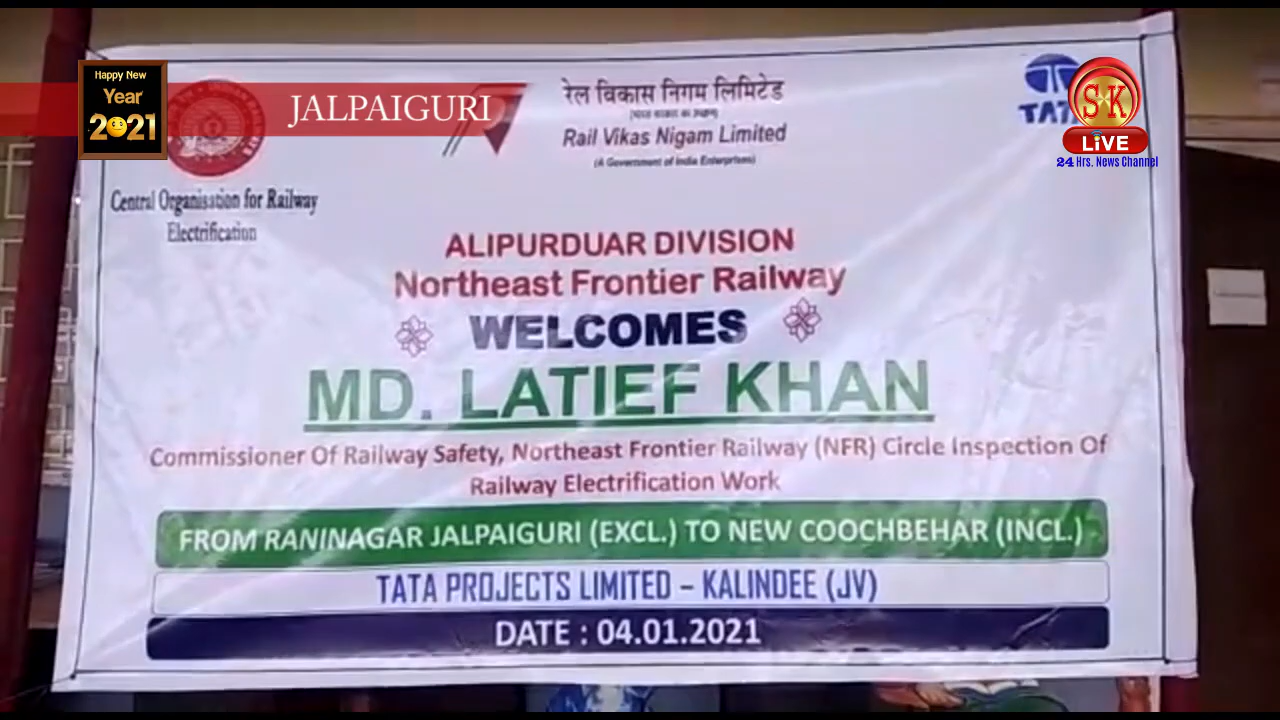 Happy New
Year
2021
JALPAIGURI
रेल विकास निगम लिमिटेड
Rail Vikas Nigam Limited
(A Government of India Enterprises)
TATA
SK
LiVE
24 Hrs. News Channel
Central Organisation for Railway
Electrification
ALIPURDUAR DIVISION
Northeast Frontier Railway
WELCOMES
MD. LATIEF KHAN
Commissioner Of Railway Safety, Northeast Frontier Railway (NFR) Circle Inspection Of
Railway Electrification Work
FROM RANINAGAR JALPAIGURI (EXCL.) TO NEW COOCHBEHAR (INCL.)
TATA PROJECTS LIMITED – KALINDEE (JV)
DATE : 04.01.2021